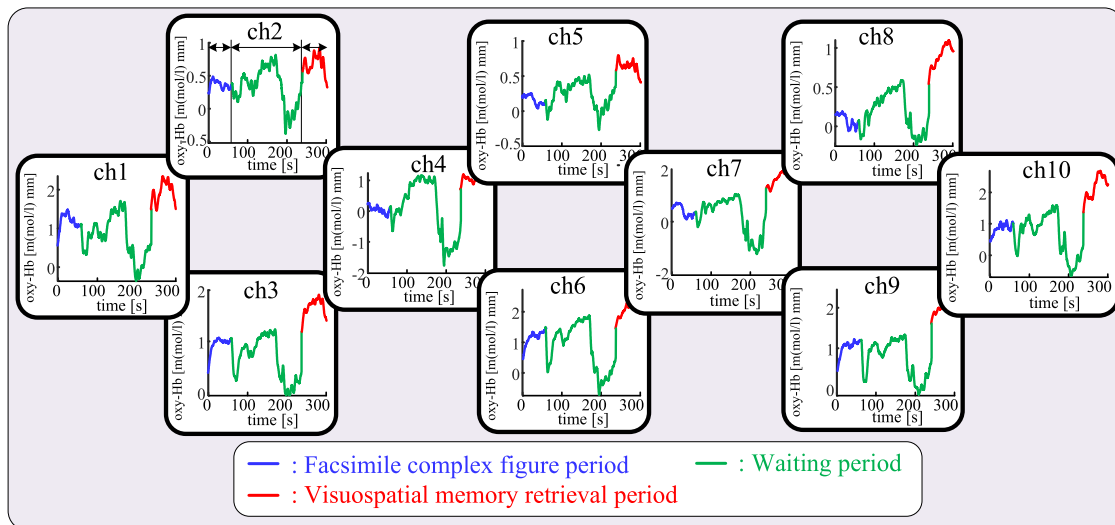 ch1
oxy-Hb [m(mol/l) mm]
2
1
0
0
100
200
300
time [s]
ch2
oxy-Hb [m(mol/l) mm]
1
0.5
0
0.5
0
100
200
300
time [s]
ch3
oxy-Hb [m(mol/l) mm]
2
1
0
0
100
200
300
time [s]
ch4
oxy-Hb [m(mol/l) mm]
1
0
-1
-2
0
100
200
300
time [s]
ch5
oxy-Hb [m(mol/l) mm]
1
0.5
0
-0.5
0
100
200
300
time [s]
ch6
oxy-Hb [m(mol/l) mm]
2
1
0
0
100
200
300
time [s]
ch7
oxy-Hb [m(mol/l) mm]
2
0
-2
0
100
200
300
time [s]
ch8
oxy-Hb [m(mol/l) mm]
1
0.5
0
0
100
200
300
time [s]
ch9
oxy-Hb [m(mol/l) mm]
2
1
0
0
100
200
300
time [s]
ch10
oxy-Hb [m(mol/l) mm]
2
1
0
0
100
200
300
time [s]
: Facsimile complex figure period
: Waiting period
: Visuospatial memory retrieval period